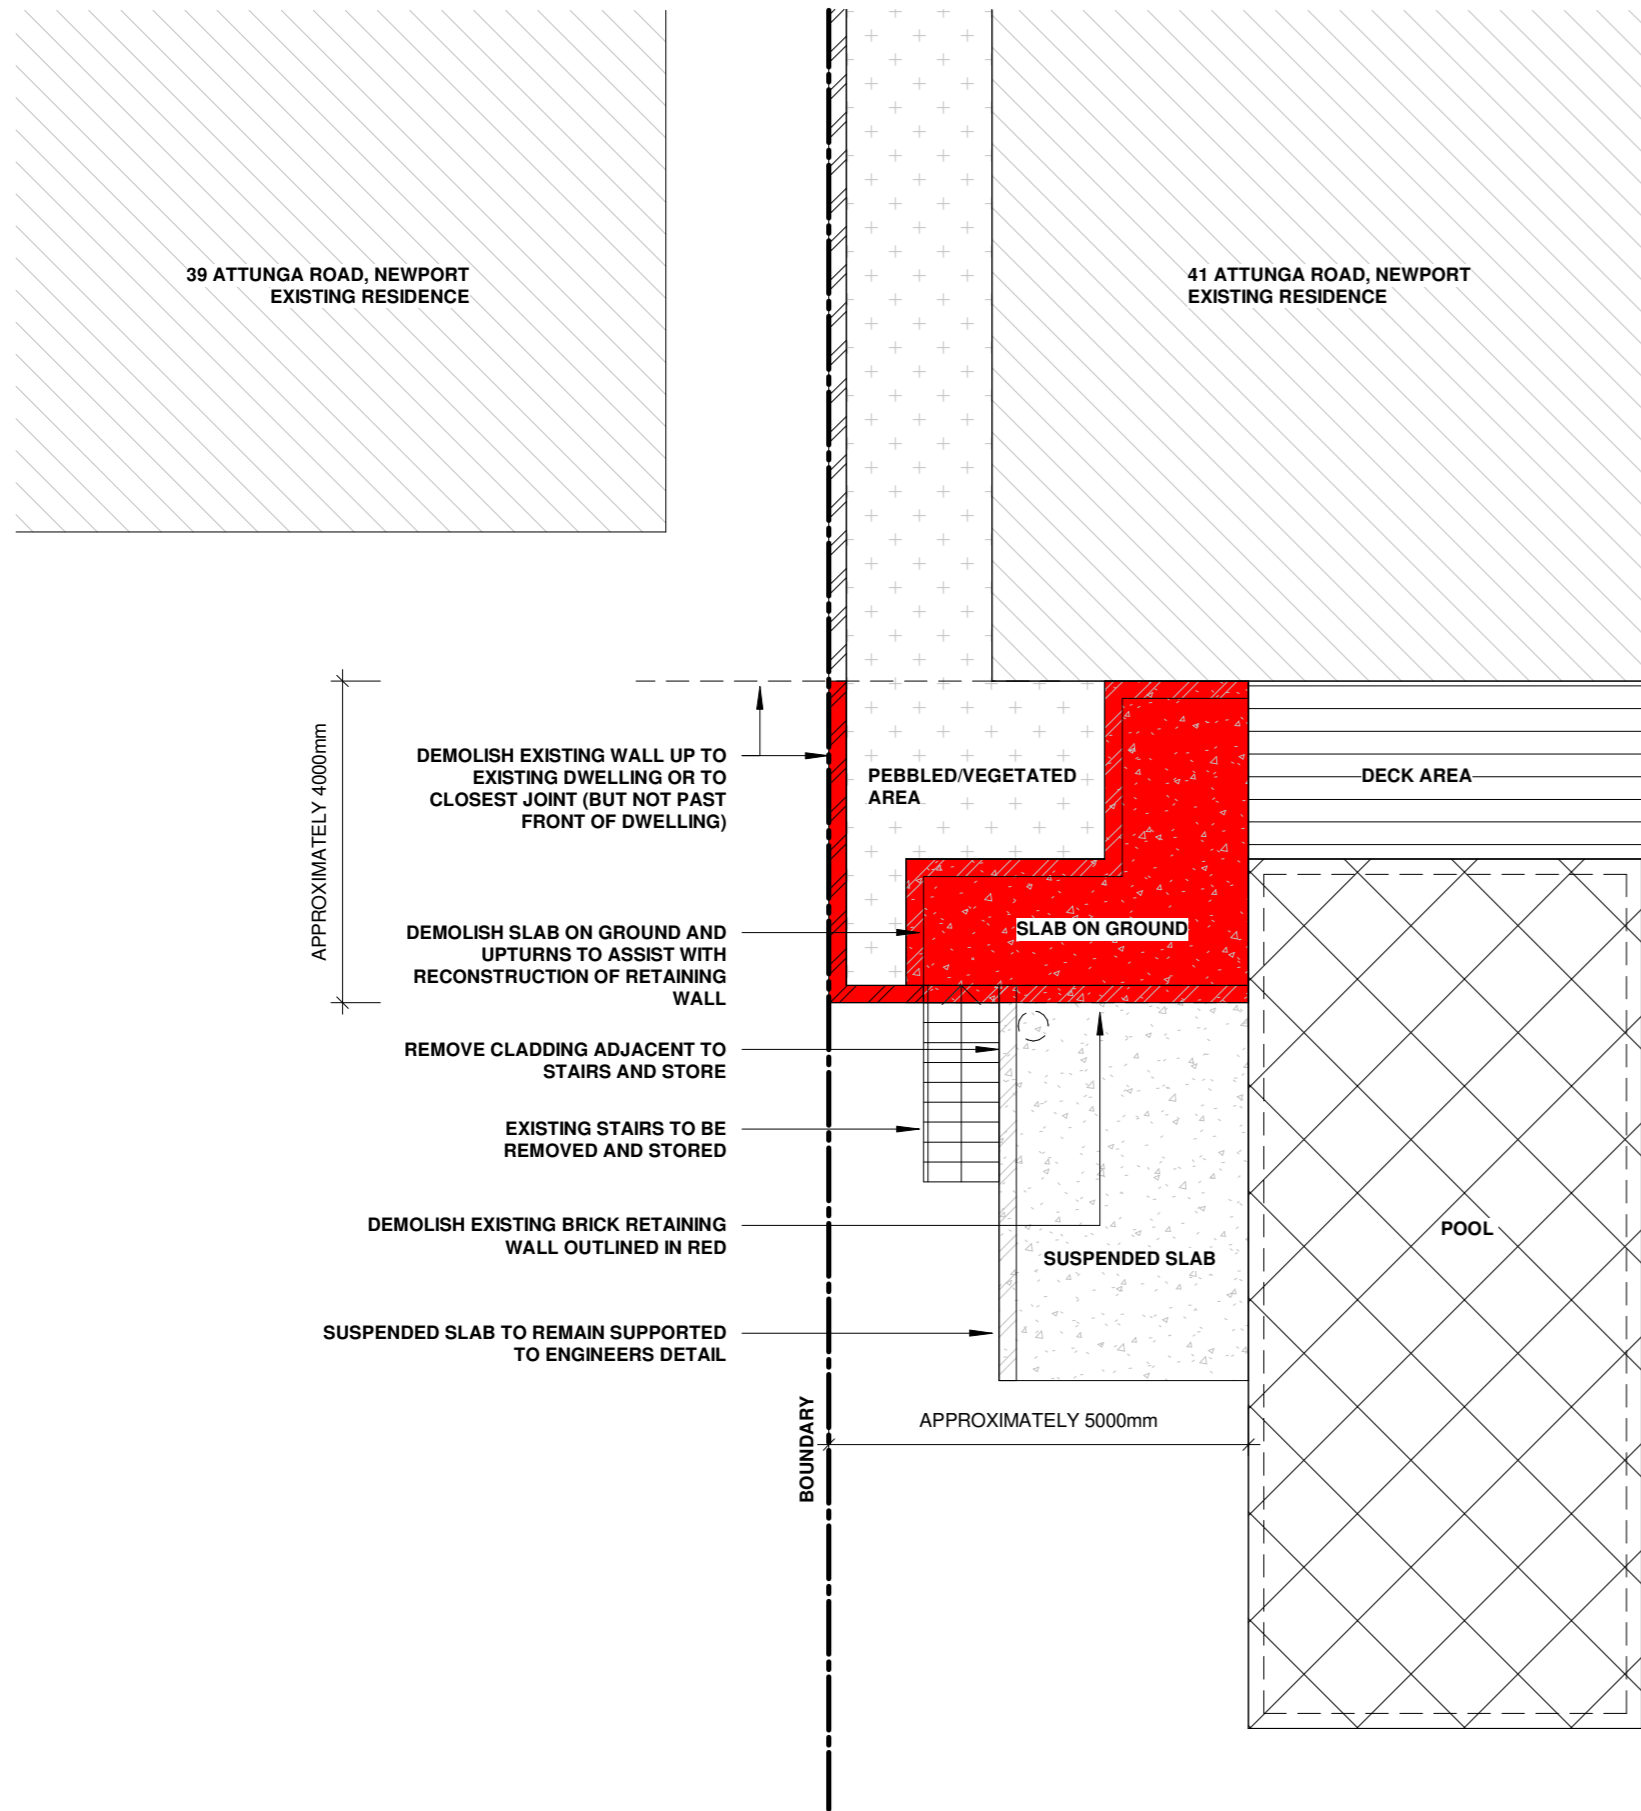 39 ATTUNGA ROAD, NEWPORT
EXISTING RESIDENCE
41 ATTUNGA ROAD, NEWPORT
EXISTING RESIDENCE
APPROXIMATELY 4000mm
DEMOLISH EXISTING WALL UP TO
EXISTING DWELLING OR TO
CLOSEST JOINT (BUT NOT PAST
FRONT OF DWELLING)
PEBBLED/VEGETATED
AREA
DECK AREA
DEMOLISH SLAB ON GROUND AND
UPTURNS TO ASSIST WITH
RECONSTRUCTION OF RETAINING
WALL
SLAB ON GROUND
REMOVE CLADDING ADJACENT TO
STAIRS AND STORE
EXISTING STAIRS TO BE
REMOVED AND STORED
DEMOLISH EXISTING BRICK RETAINING
WALL OUTLINED IN RED
POOL
SUSPENDED SLAB
SUSPENDED SLAB TO REMAIN SUPPORTED
TO ENGINEERS DETAIL
BOUNDARY
APPROXIMATELY 5000mm